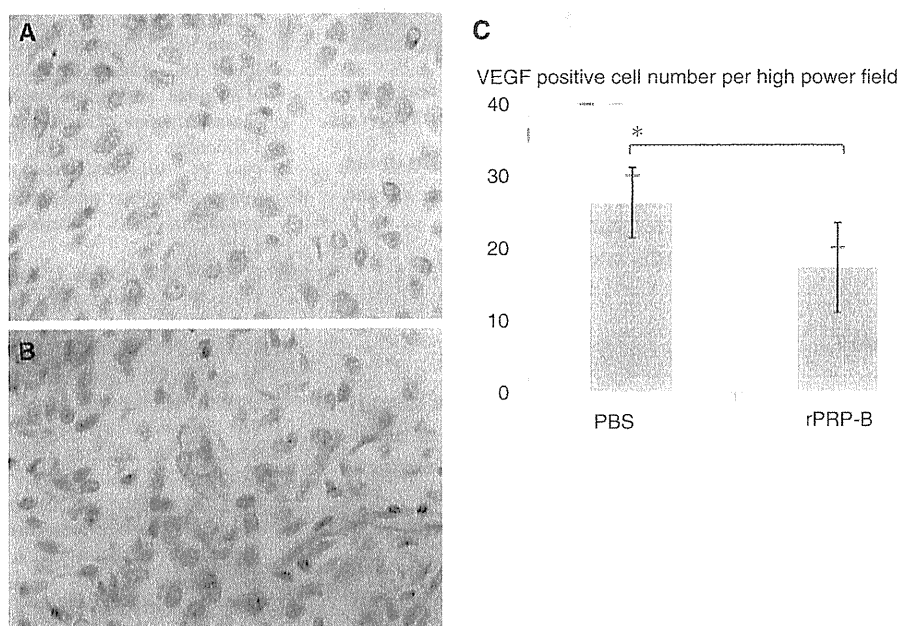 A
B
C
VEGF positive cell number per high power field
40
*
30
20
10
0
PBS
rPRP-B